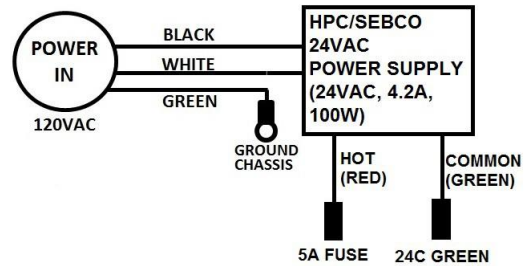 POWER
IN
120VAC
BLACK
WHITE
GREEN
GROUND
CHASSIS
HPC/SEBCO
24VAC
POWER SUPPLY
(24VAC, 4.2A,
100W)
HOT
(RED)
COMMON
(GREEN)
5A FUSE
24C GREEN